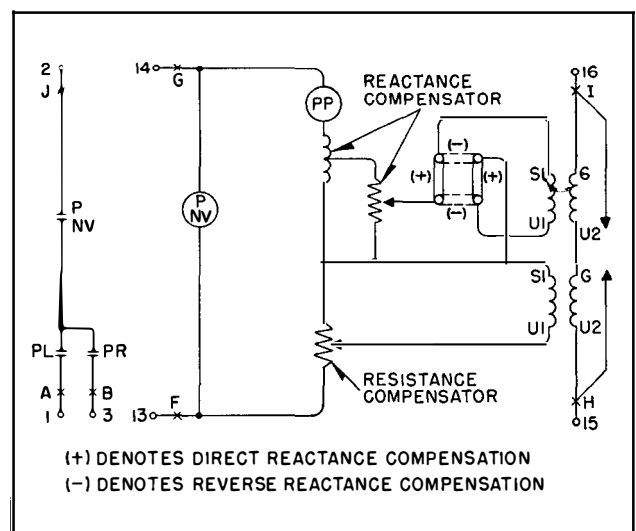 2
J
P
NV
PL
PR
A
B
1
3
14
G
P
NV
13
F
PP
REACTANCE
COMPENSATOR
(-)
(+)
(+)
(-)
S1
G
U1
U2
16
I
S1
G
U1
U2
H
15
RESISTANCE
COMPENSATOR
(+) DENOTES DIRECT REACTANCE COMPENSATION
(-) DENOTES REVERSE REACTANCE COMPENSATION